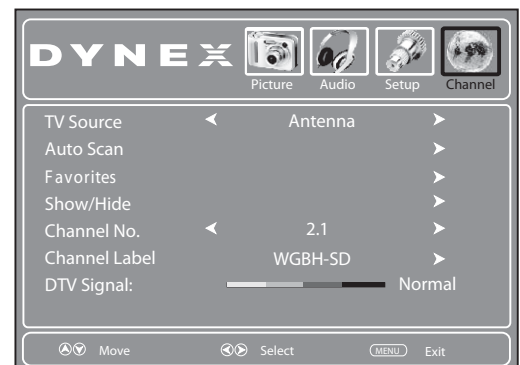 DYNEX
Picture Audio Setup Channel
TV Source Antenna
Auto Scan
Favorites
Show/Hide
Channel No. 2.1
Channel Label WGBH-SD
DTV Signal: Normal
Move Select MENU Exit